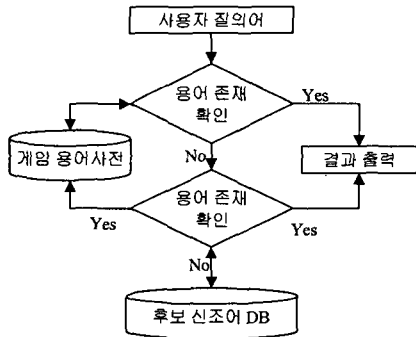 사용자 질의어
용어 존재
확인
Yes
게임 용어사전
No
결과 출력
용어 존재
확인
Yes
Yes
No
후보 신조어 DB